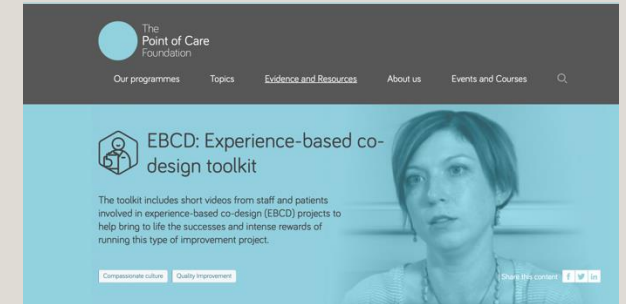 The
Point of Care
Foundation
Our programmes Topics Evidence and Resources About us Events and Courses
EBCD: Experience-based co-
design toolkit
The toolkit includes short videos from staff and patients
involved in experience-based co-design (EBCD) projects to
help bring to life the successes and intense rewards of
running this type of improvement project.
Compassionate culture Quality Improvement Share this content f in